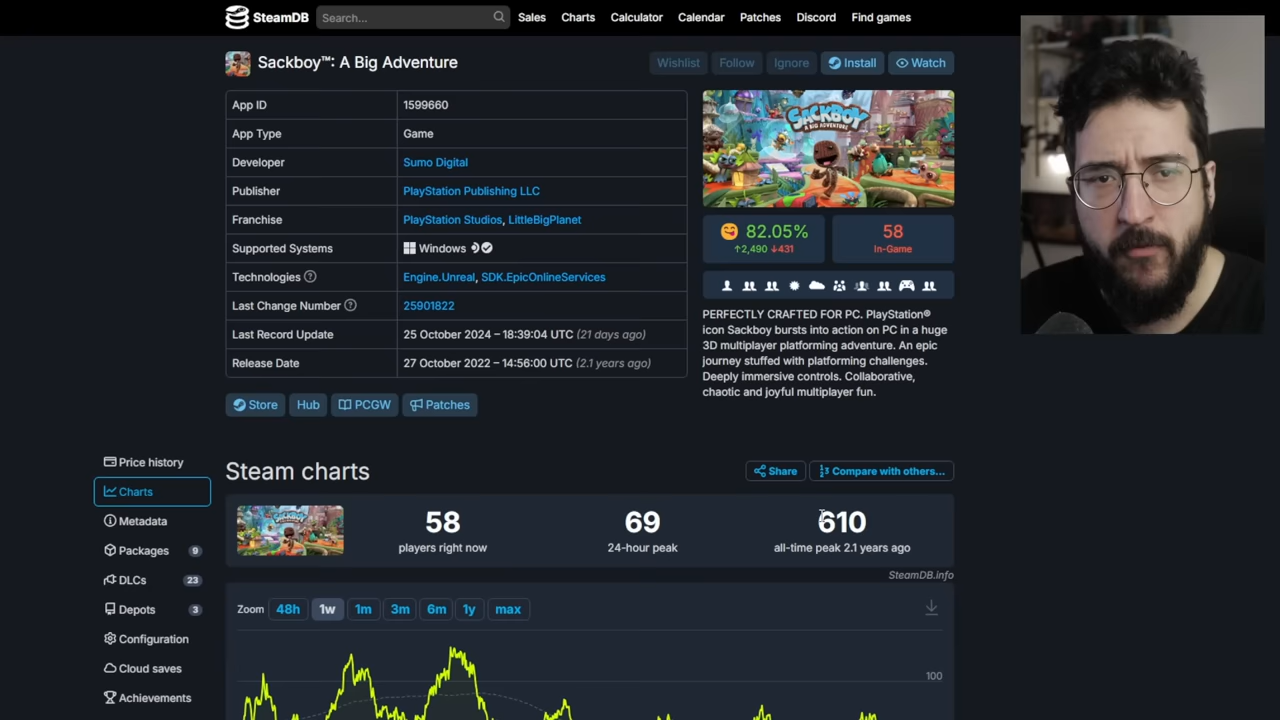 SteamDB Search... Sales Charts Calculator Calendar Patches Discord Find games
Sackboy™: A Big Adventure Wishlist Follow Ignore Install Watch
App ID 1599660
App Type Game
Developer Sumo Digital
Publisher PlayStation Publishing LLC
Franchise PlayStation Studios, LittleBigPlanet
Supported Systems Windows
Technologies Engine.Unreal, SDK.EpicOnlineServices
Last Change Number 25901822
Last Record Update 25 October 2024 – 18:39:04 UTC (21 days ago)
Release Date 27 October 2022 – 14:56:00 UTC (2.1 years ago)
SACKBOY
A BIG ADVENTURE
82.05%
↑2,490 ↓431
58
In-Game
PERFECTLY CRAFTED FOR PC. PlayStation®
icon Sackboy bursts into action on PC in a huge
3D multiplayer platforming adventure. An epic
journey stuffed with platforming challenges.
Deeply immersive controls. Collaborative,
chaotic and joyful multiplayer fun.
Store Hub PCGW Patches
Price history
Charts
Metadata
Packages 9
DLCs 23
Depots 3
Configuration
Cloud saves
Achievements
Steam charts Share Compare with others...
58 69 610
players right now 24-hour peak all-time peak 2.1 years ago
SteamDB.info
Zoom 48h 1w 1m 3m 6m 1y max
100